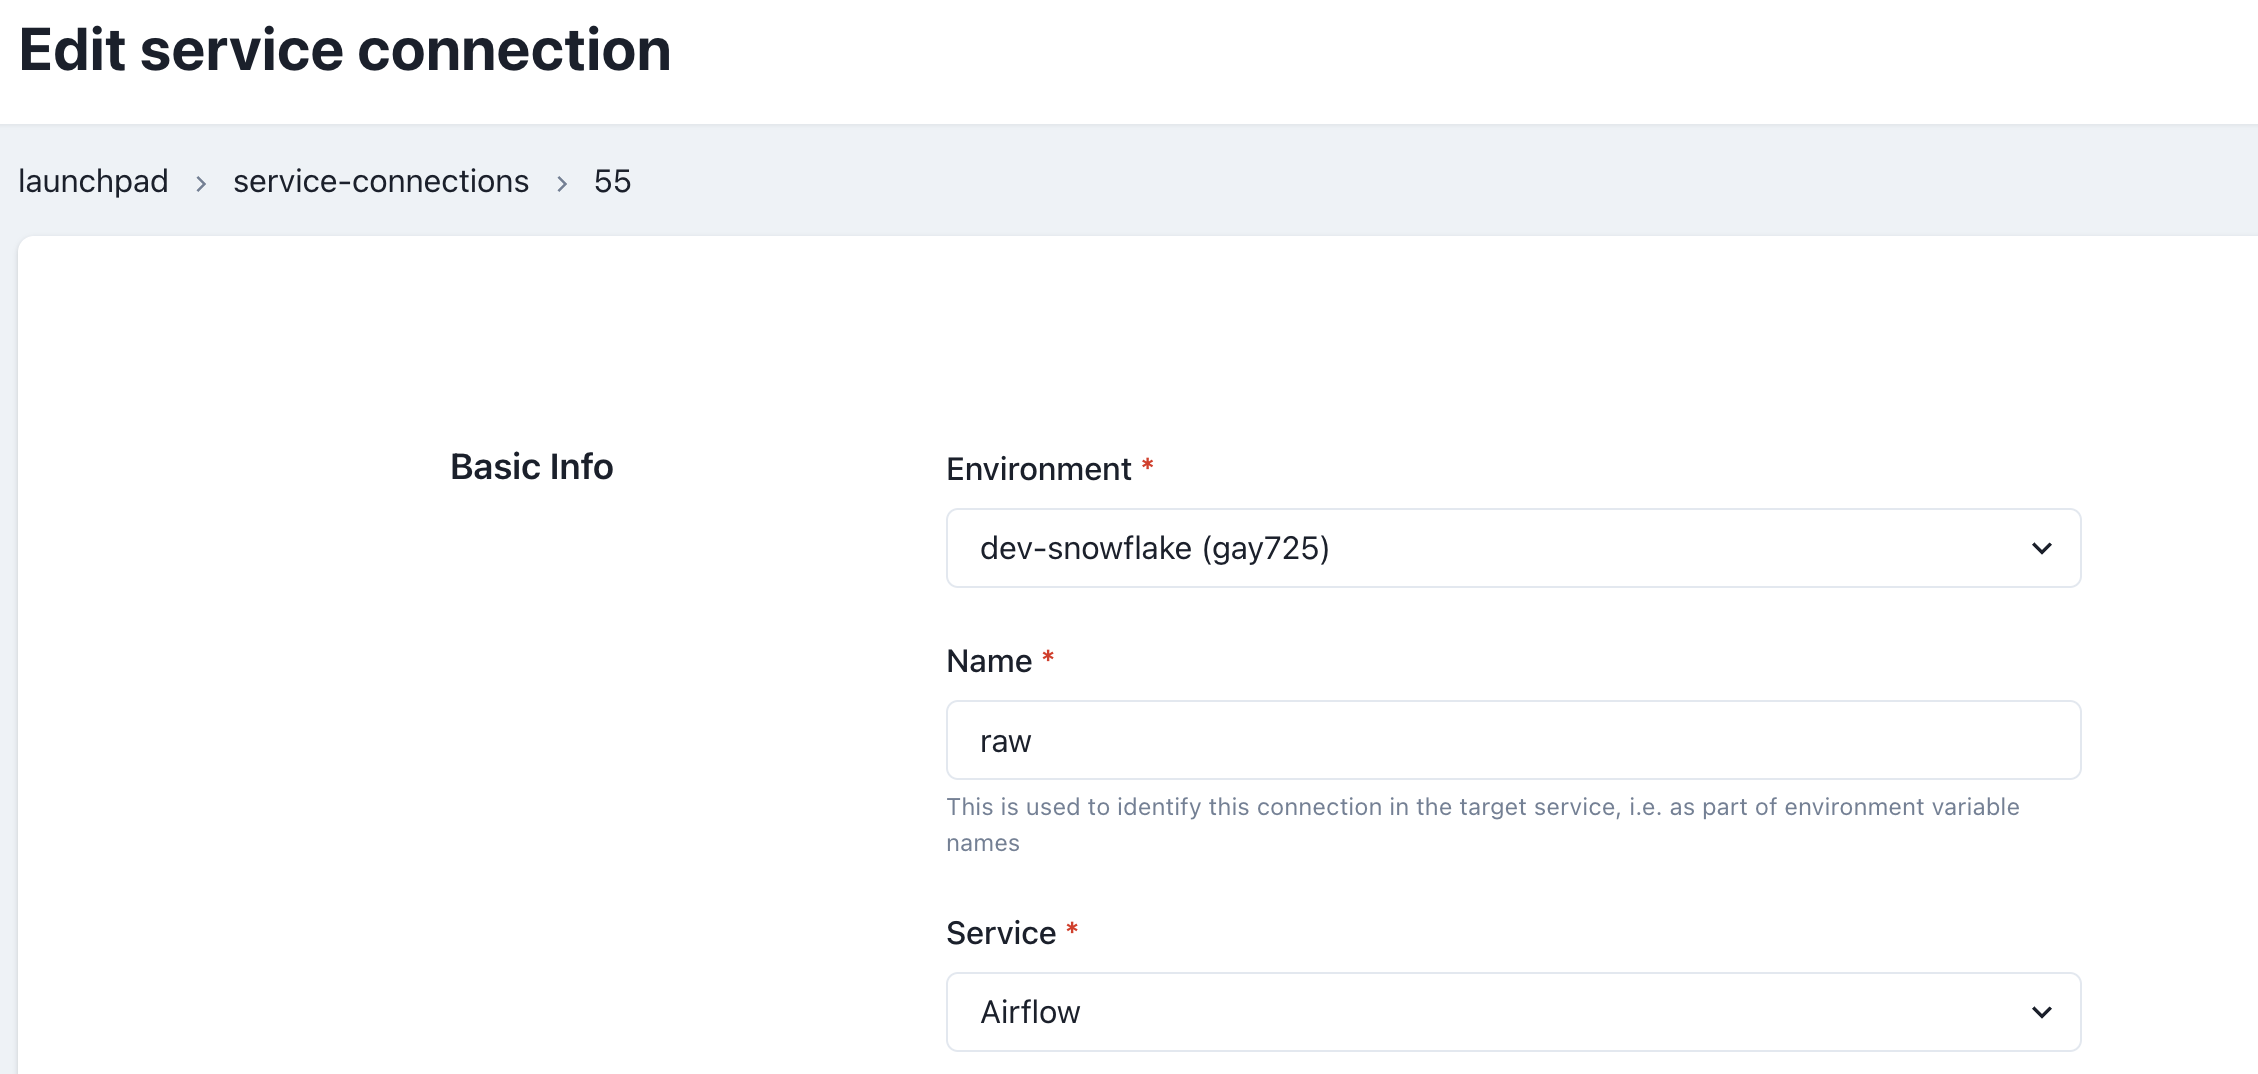 Edit service connection
launchpad > service-connections > 55
Basic Info
Environment *
dev-snowflake (gay725)
Name *
raw
This is used to identify this connection in the target service, i.e. as part of environment variable
names
Service *
Airflow